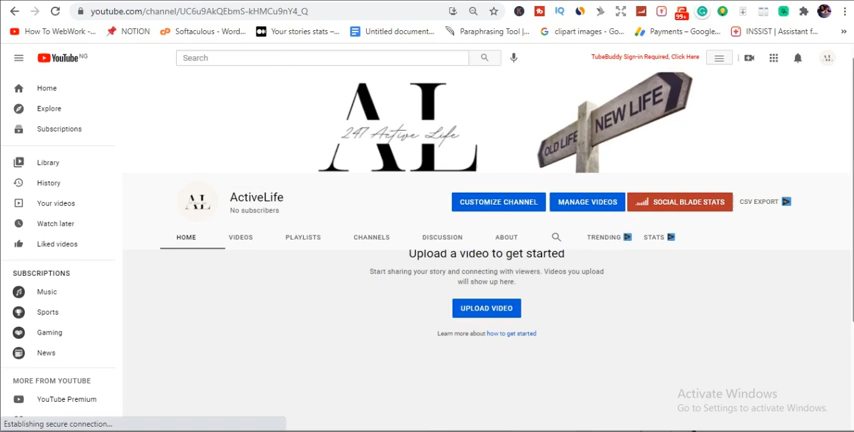 youtube.com/channel/UC6u9AkQEbmS-kHMCu9nY4_Q
99+
How To WebWork -... NOTION Softaculous - Word... Your stories stats -... Untitled document... Paraphrasing Tool |... clipart images - Go... Payments – Google... INSSIST | Assistant f... »
YouTube NG Search TubeBuddy Sign-in Required, Click Here
Home
Explore
Subscriptions
Library
History
Your videos
Watch later
Liked videos
SUBSCRIPTIONS
Music
Sports
Gaming
News
MORE FROM YOUTUBE
YouTube Premium
AL
247 Active Life
OLD LIFE NEW LIFE
AL
ActiveLife
No subscribers
CUSTOMIZE CHANNEL MANAGE VIDEOS SOCIAL BLADE STATS CSV EXPORT
HOME VIDEOS PLAYLISTS CHANNELS DISCUSSION ABOUT TRENDING STATS
Upload a video to get started
Start sharing your story and connecting with viewers. Videos you upload
will show up here.
UPLOAD VIDEO
Learn more about how to get started
Activate Windows
Go to Settings to activate Windows.
Establishing secure connection...